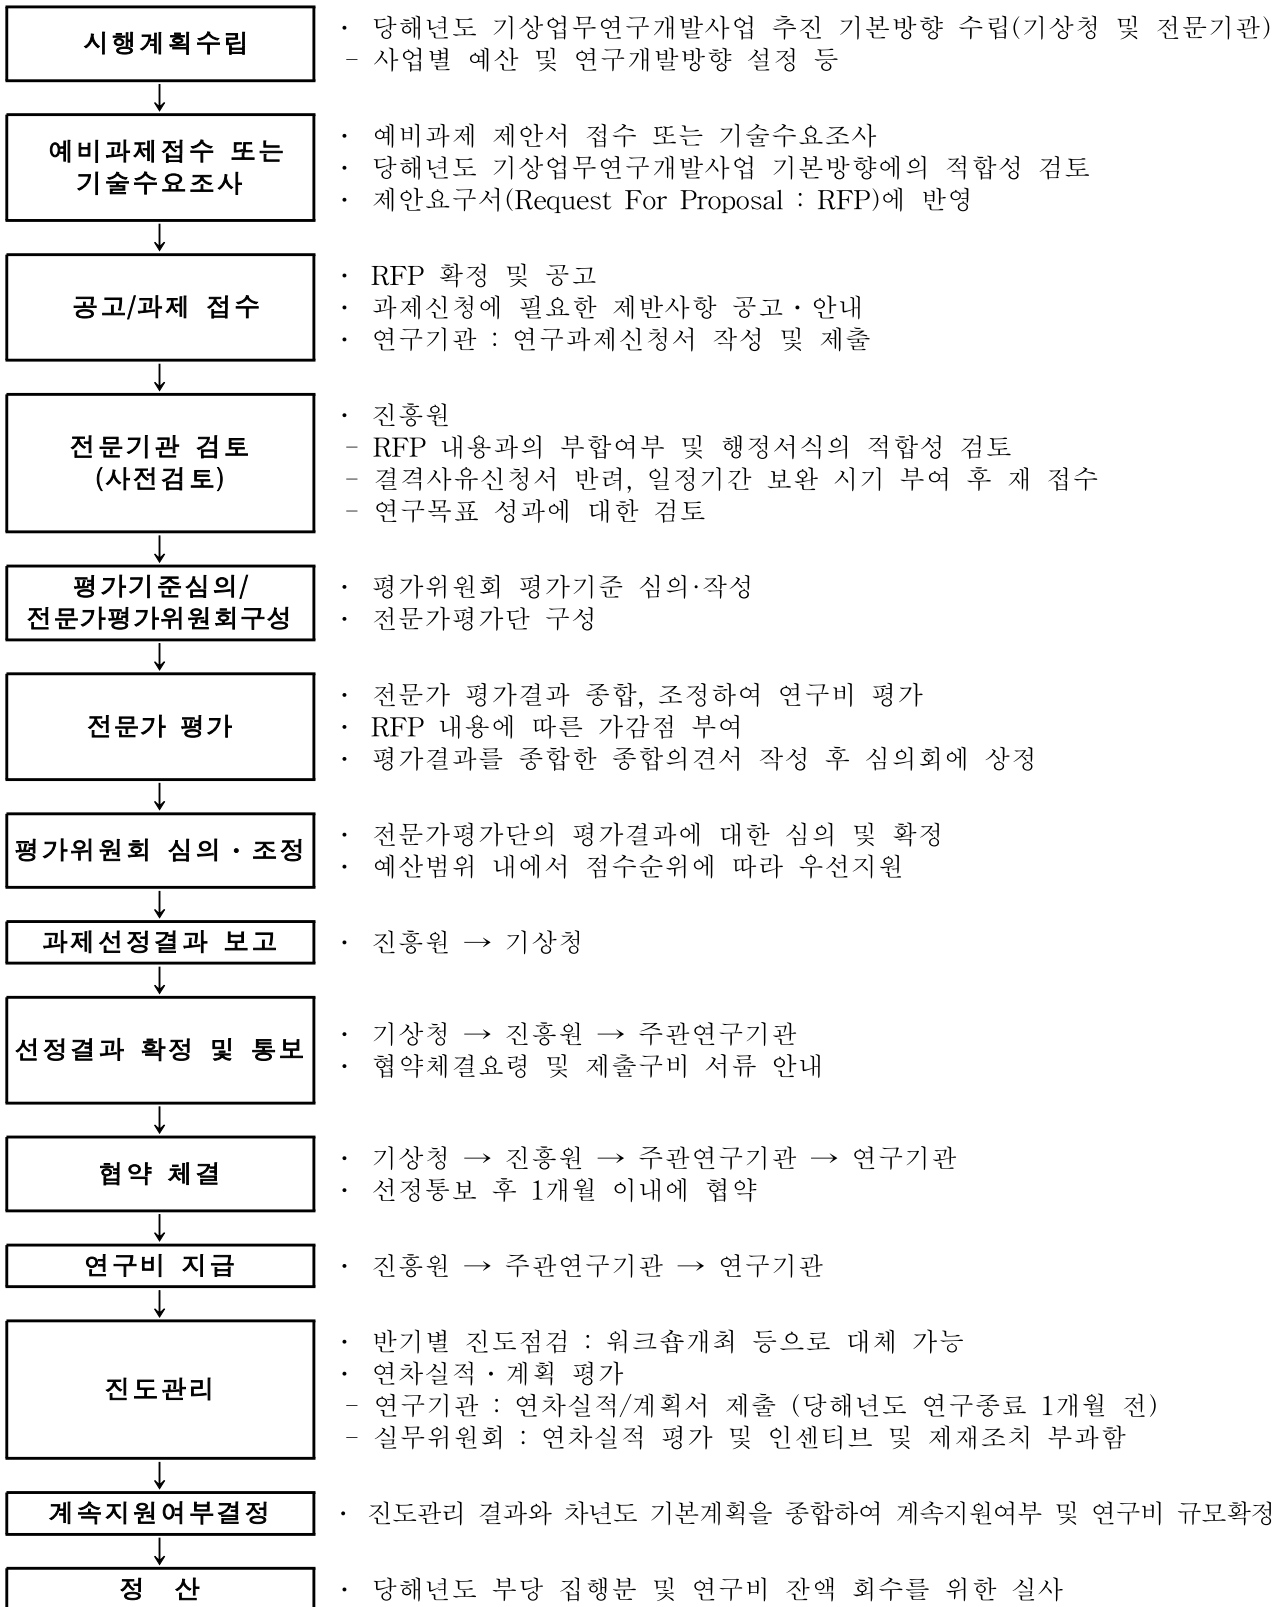 시행계획수립
· 당해년도 기상업무연구개발사업 추진 기본방향 수립(기상청 및 전문기관)
- 사업별 예산 및 연구개발방향 설정 등
↓
예비과제접수 또는
기술수요조사
· 예비과제 제안서 접수 또는 기술수요조사
· 당해년도 기상업무연구개발사업 기본방향에의 적합성 검토
· 제안요구서(Request For Proposal : RFP)에 반영
↓
공고/과제 접수
· RFP 확정 및 공고
· 과제신청에 필요한 제반사항 공고·안내
· 연구기관 : 연구과제신청서 작성 및 제출
↓
전문기관 검토
(사전검토)
· 진흥원
- RFP 내용과의 부합여부 및 행정서식의 적합성 검토
- 결격사유신청서 반려, 일정기간 보완 시기 부여 후 재 접수
- 연구목표 성과에 대한 검토
↓
평가기준심의/
전문가평가위원회구성
· 평가위원회 평가기준 심의·작성
· 전문가평가단 구성
↓
전문가 평가
· 전문가 평가결과 종합, 조정하여 연구비 평가
· RFP 내용에 따른 가감점 부여
· 평가결과를 종합한 종합의견서 작성 후 심의회에 상정
↓
평가위원회 심의·조정
· 전문가평가단의 평가결과에 대한 심의 및 확정
· 예산범위 내에서 점수순위에 따라 우선지원
↓
과제선정결과 보고
· 진흥원 → 기상청
↓
선정결과 확정 및 통보
· 기상청 → 진흥원 → 주관연구기관
· 협약체결요령 및 제출구비 서류 안내
↓
협약 체결
· 기상청 → 진흥원 → 주관연구기관 → 연구기관
· 선정통보 후 1개월 이내에 협약
↓
연구비 지급
· 진흥원 → 주관연구기관 → 연구기관
↓
진도관리
· 반기별 진도점검 : 워크숍개최 등으로 대체 가능
· 연차실적·계획 평가
- 연구기관 : 연차실적/계획서 제출 (당해년도 연구종료 1개월 전)
- 실무위원회 : 연차실적 평가 및 인센티브 및 제재조치 부과함
↓
계속지원여부결정
· 진도관리 결과와 차년도 기본계획을 종합하여 계속지원여부 및 연구비 규모확정
↓
정 산
· 당해년도 부당 집행분 및 연구비 잔액 회수를 위한 실사